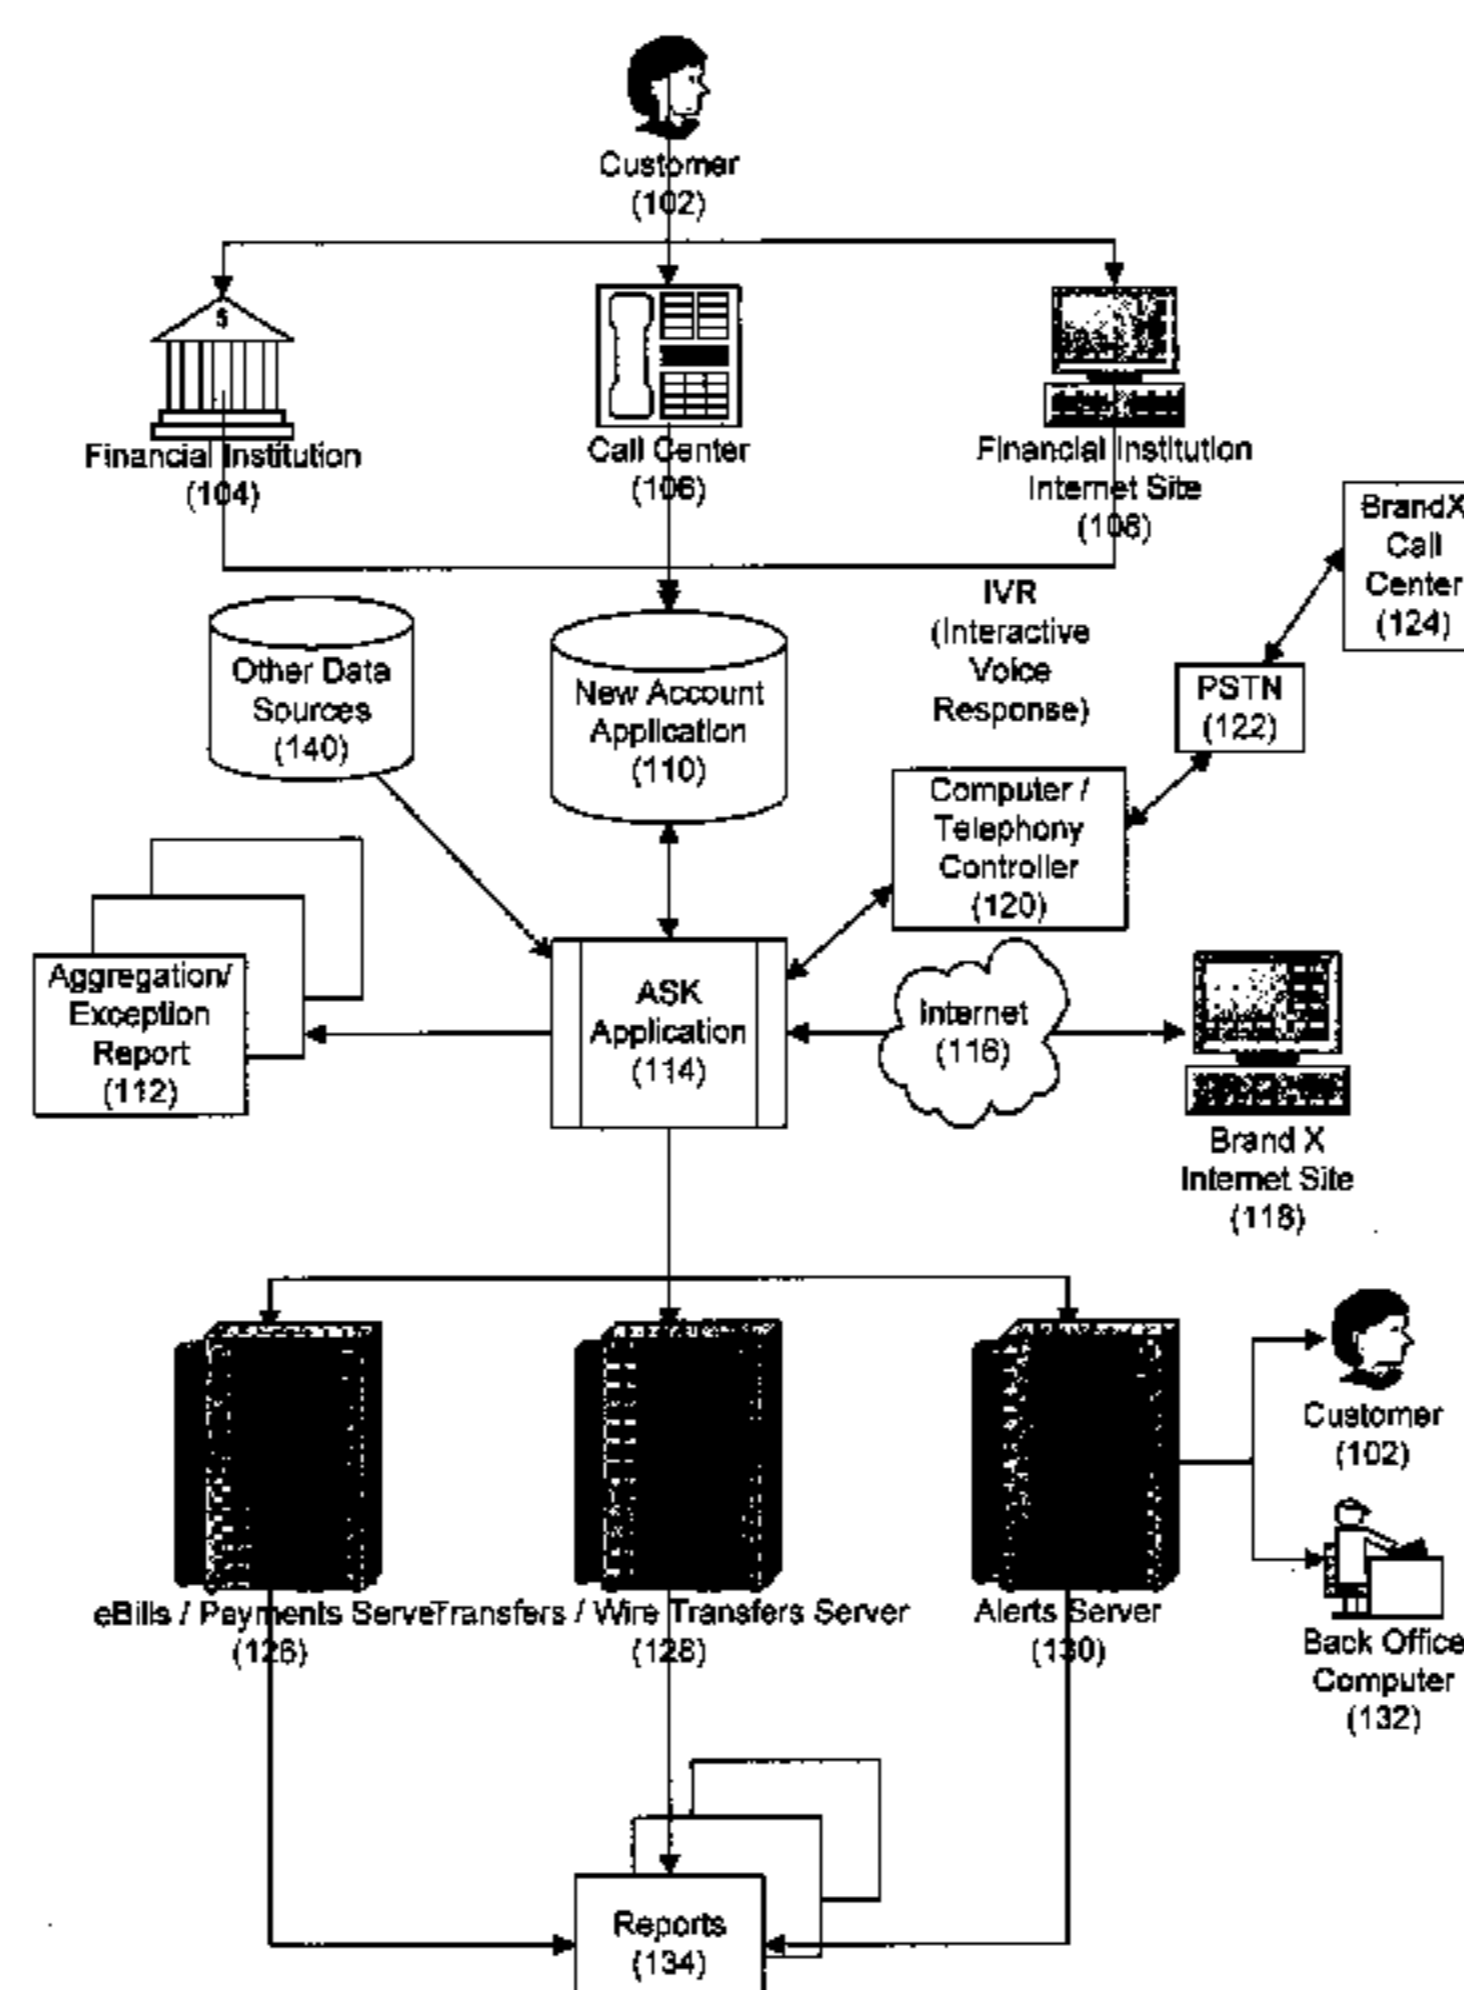 Customer
(102)
$
Financial Institution
(104)
Call Center
(106)
Financial Institution
Internet Site
(108)
BrandX
Call
Center
(124)
IVR
(Interactive
Voice
Response)
PSTN
(122)
Other Data
Sources
(140)
New Account
Application
(110)
Computer /
Telephony
Controller
(120)
Aggregation/
Exception
Report
(112)
ASK
Application
(114)
Internet
(116)
Brand X
Internet Site
(118)
Customer
(102)
eBills / Payments Serve
(126)
Transfers / Wire Transfers Server
(128)
Alerts Server
(130)
Back Office
Computer
(132)
Reports
(134)